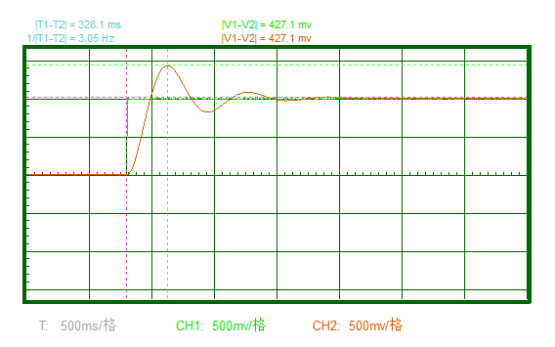 |T1-T2| = 328.1 ms |V1-V2| = 427.1 mv
1/|T1-T2| = 3.05 Hz |V1-V2| = 427.1 mv
T: 500ms/格 CH1: 500mv/格 CH2: 500mv/格